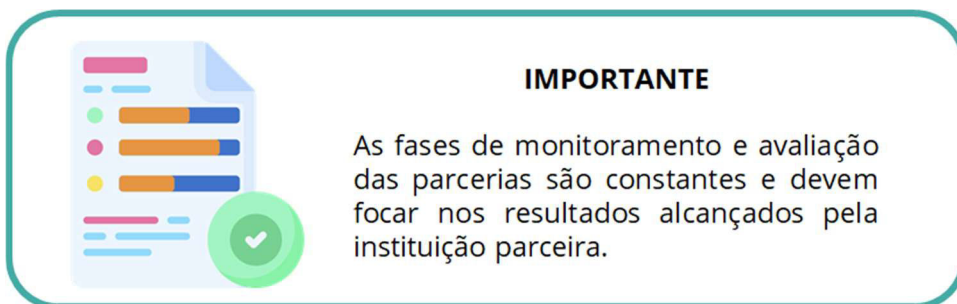 IMPORTANTE
As fases de monitoramento e avaliação
das parcerias são constantes e devem
focar nos resultados alcançados pela
instituição parceira.